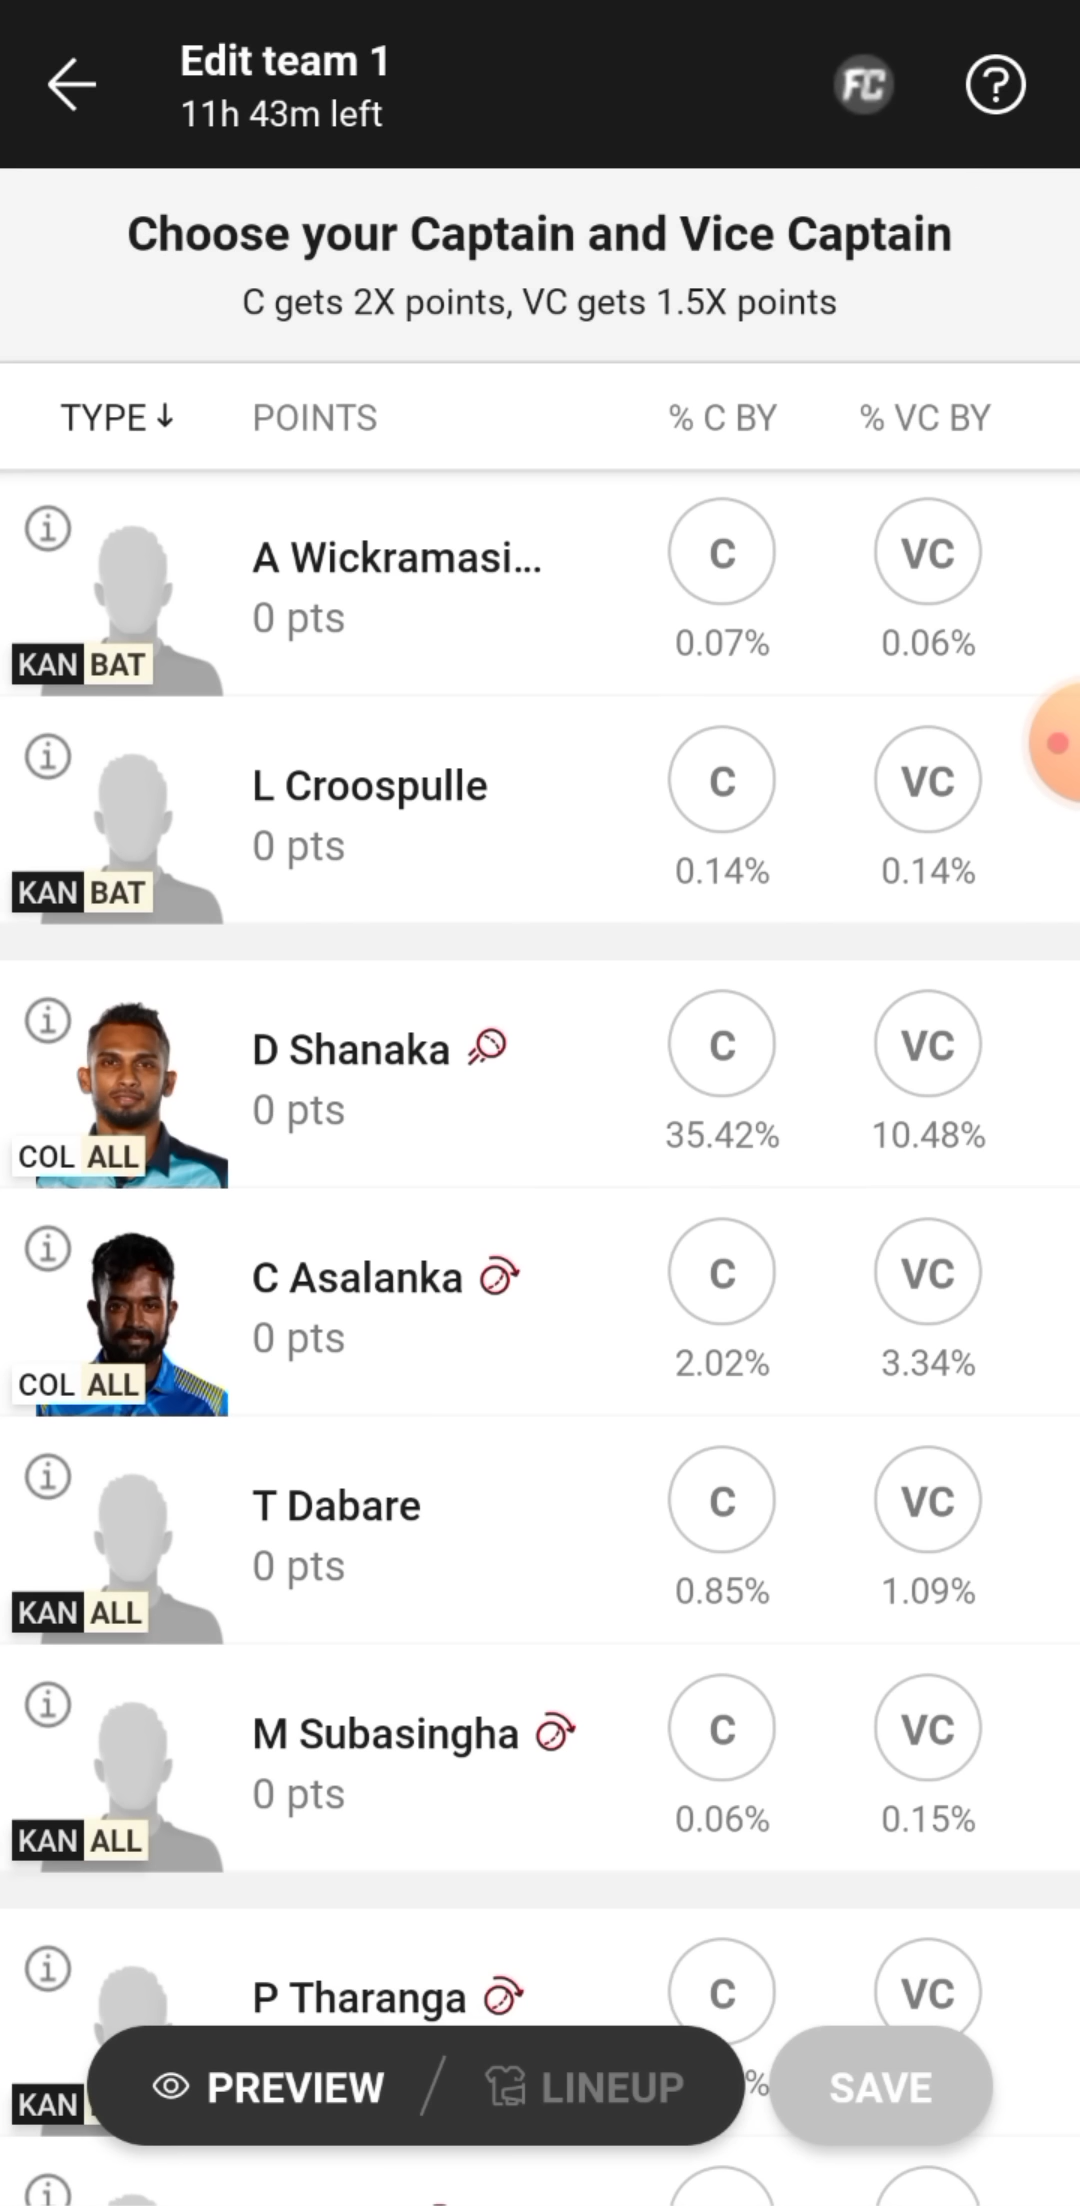 Edit team 1
11h 43m left
FC
Choose your Captain and Vice Captain
C gets 2X points, VC gets 1.5X points
TYPE ↓ POINTS % C BY % VC BY
A Wickramasi... C VC
0 pts 0.07% 0.06%
KAN BAT
L Croospulle C VC
0 pts 0.14% 0.14%
KAN BAT
D Shanaka C VC
0 pts 35.42% 10.48%
COL ALL
C Asalanka C VC
0 pts 2.02% 3.34%
COL ALL
T Dabare C VC
0 pts 0.85% 1.09%
KAN ALL
M Subasingha C VC
0 pts 0.06% 0.15%
KAN ALL
P Tharanga C VC
KAN
PREVIEW / LINEUP % SAVE